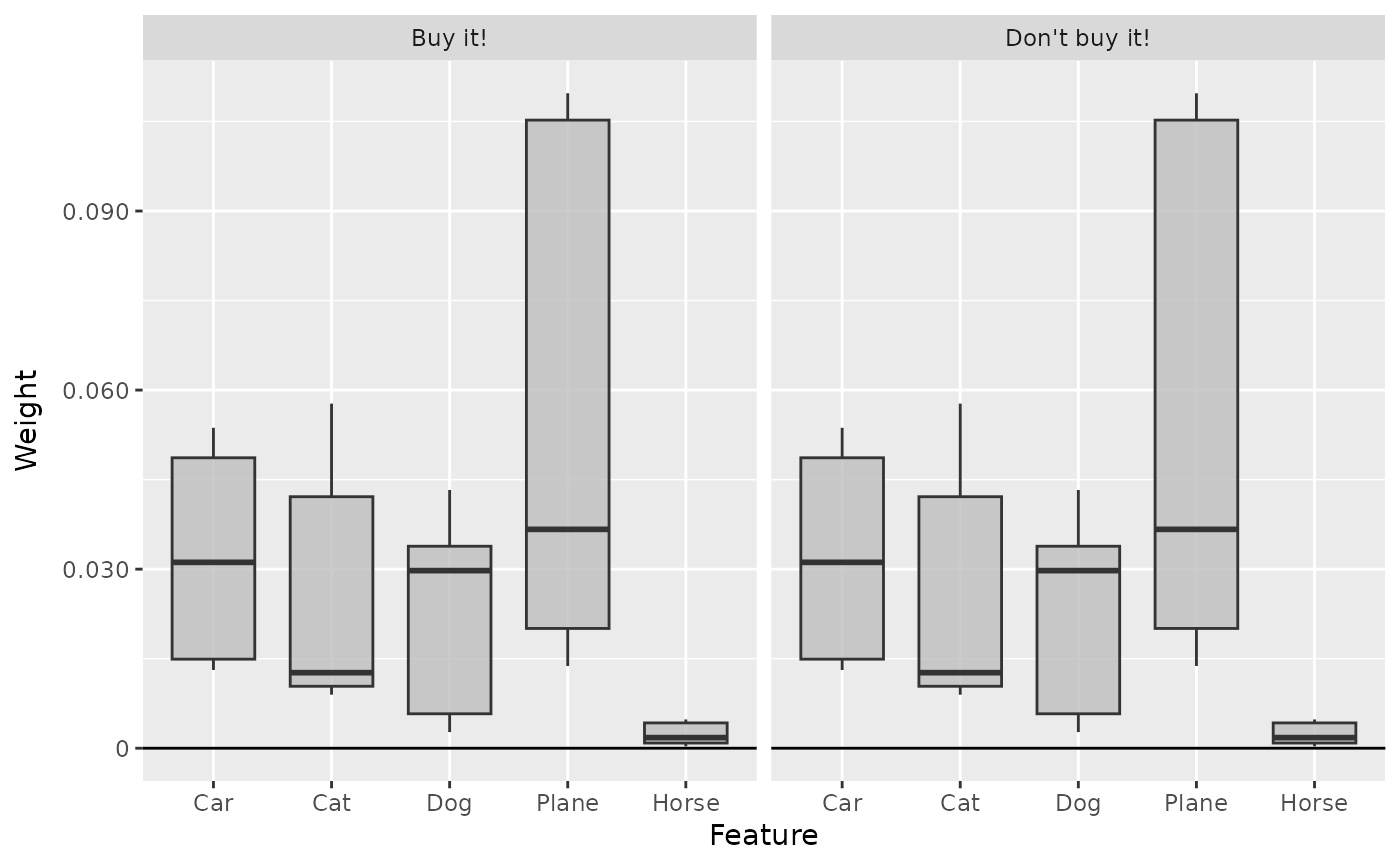 Buy it!
Don't buy it!
Weight
0.090
0.060
0.030
0
Car Cat Dog Plane Horse
Car Cat Dog Plane Horse
Feature